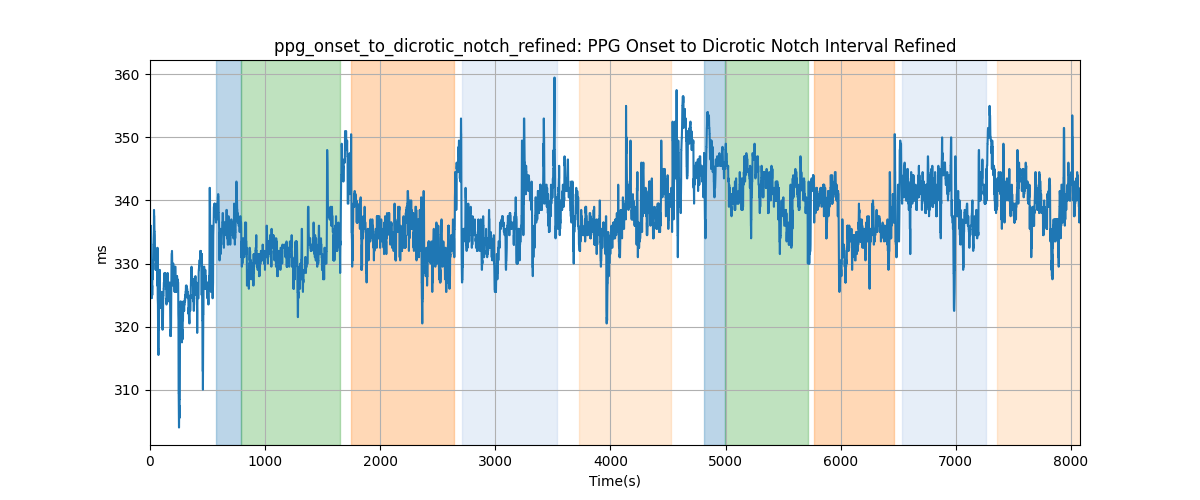 ppg_onset_to_dicrotic_notch_refined: PPG Onset to Dicrotic Notch Interval Refined
360
350
340
330
320
310
ms
0 1000 2000 3000 4000 5000 6000 7000 8000
Time(s)